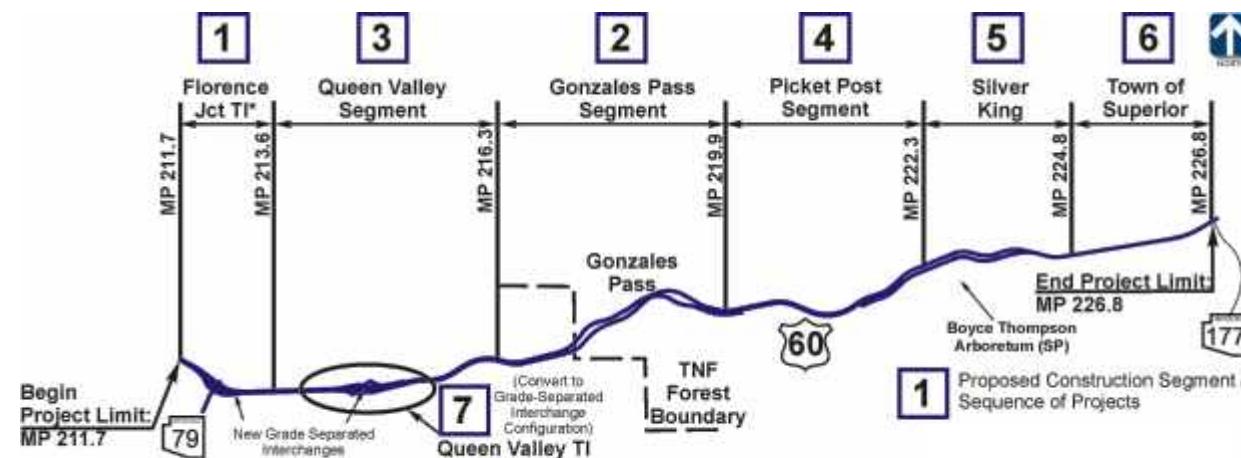 1
3
2
4
5
6
NORTH
Florence
Jct TI*
Queen Valley
Segment
Gonzales Pass
Segment
Picket Post
Segment
Silver
King
Town of
Superior
MP 211.7
MP 213.6
MP 216.3
MP 219.9
MP 222.3
MP 224.8
MP 226.8
Gonzales
Pass
End Project Limit:
MP 226.8
Boyce Thompson
Arboretum (SP)
60
177
TNF
Forest
Boundary
Begin
Project Limit:
MP 211.7
79
New Grade Separated
Interchanges
7
(Convert to
Grade-Separated
Interchange
Configuration)
Queen Valley TI
1
Proposed Construction Segment
Sequence of Projects